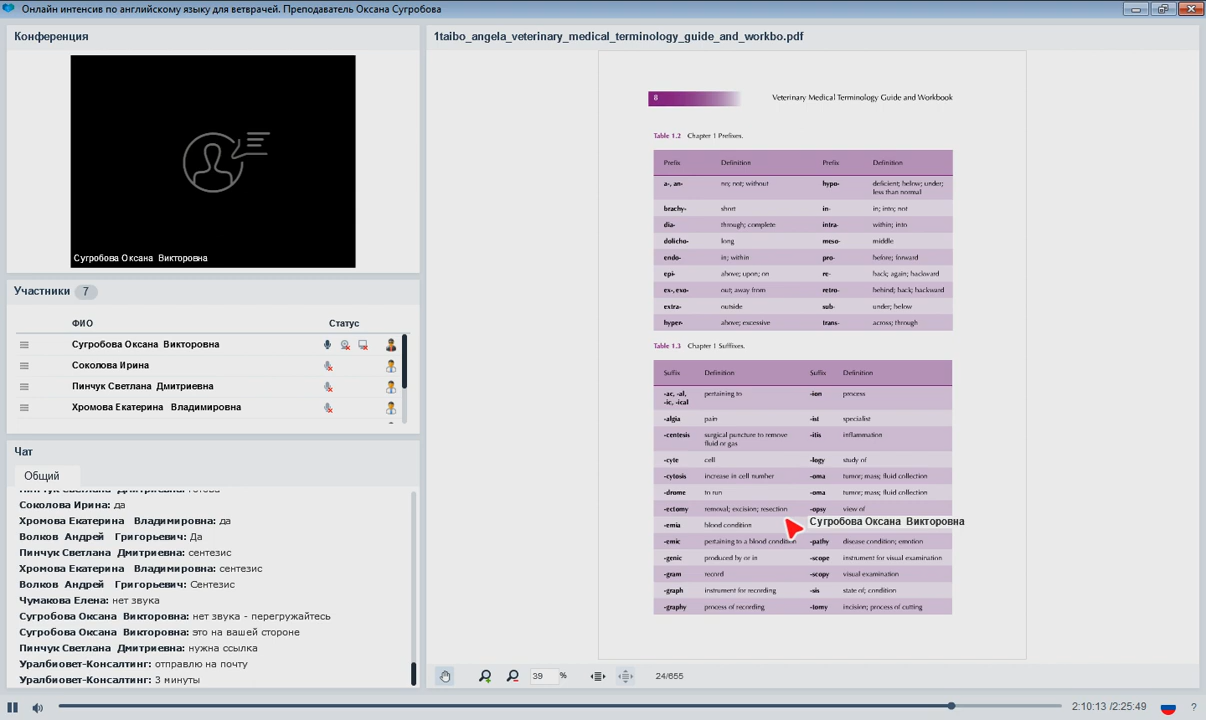 Онлайн интенсив по английскому языку для ветврачей. Преподаватель Оксана Сугробова
Конференция
Сугробова Оксана Викторовна
Участники 7
ФИО Статус
Сугробова Оксана Викторовна
Соколова Ирина
Пинчук Светлана Дмитриевна
Хромова Екатерина Владимировна
Чат
Общий
Соколова Ирина: да
Хромова Екатерина Владимировна: да
Волков Андрей Григорьевич: Да
Пинчук Светлана Дмитриевна: сентезис
Хромова Екатерина Владимировна: сентезис
Волков Андрей Григорьевич: Сентезис
Чумакова Елена: нет звука
Сугробова Оксана Викторовна: нет звука - перегружайтесь
Сугробова Оксана Викторовна: это на вашей стороне
Пинчук Светлана Дмитриевна: нужна ссылка
Уралбиовет-Консалтинг: отправлю на почту
Уралбиовет-Консалтинг: 3 минуты
1taibo_angela_veterinary_medical_terminology_guide_and_workbo.pdf
8 Veterinary Medical Terminology Guide and Workbook
Table 1.2 Chapter 1 Prefixes.
Prefix Definition Prefix Definition
a-, an- no; not; without hypo- deficient; below; under;
less than normal
brachy- short in- in; into; not
dia- through; complete intra- within; into
dolicho- long meso- middle
endo- in; within pro- before; forward
epi- above; upon; on re- back; again; backward
ex-, exo- out; away from retro- behind; back; backward
extra- outside sub- under; below
hyper- above; excessive trans- across; through
Table 1.3 Chapter 1 Suffixes.
Suffix Definition Suffix Definition
-ac, -al, pertaining to -ion process
-ic, -ical
-algia pain -ist specialist
-centesis surgical puncture to remove -itis inflammation
fluid or gas
-cyte cell -logy study of
-cytosis increase in cell number -oma tumor; mass; fluid collection
-drome to run -oma tumor; mass; fluid collection
-ectomy removal; excision; resection -opsy view of
Сугробова Оксана Викторовна
-emia blood condition
-emic pertaining to a blood condition -pathy disease condition; emotion
-genic produced by or in -scope instrument for visual examination
-gram record -scopy visual examination
-graph instrument for recording -sis state of; condition
-graphy process of recording -tomy incision; process of cutting
39 % 24/655
2:10:13 /2:25:49 ?